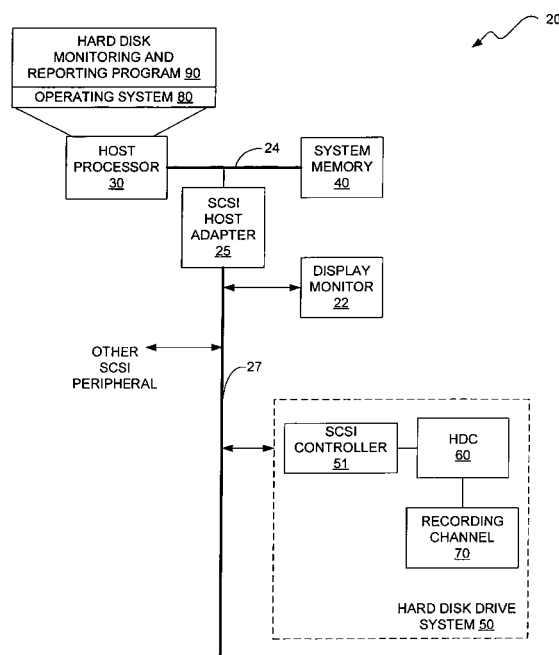 20
HARD DISK
MONITORING AND
REPORTING PROGRAM 90
OPERATING SYSTEM 80
HOST
PROCESSOR
30
24
SYSTEM
MEMORY
40
SCSI
HOST
ADAPTER
25
DISPLAY
MONITOR
22
OTHER
SCSI
PERIPHERAL
27
SCSI
CONTROLLER
51
HDC
60
RECORDING
CHANNEL
70
HARD DISK DRIVE
SYSTEM 50